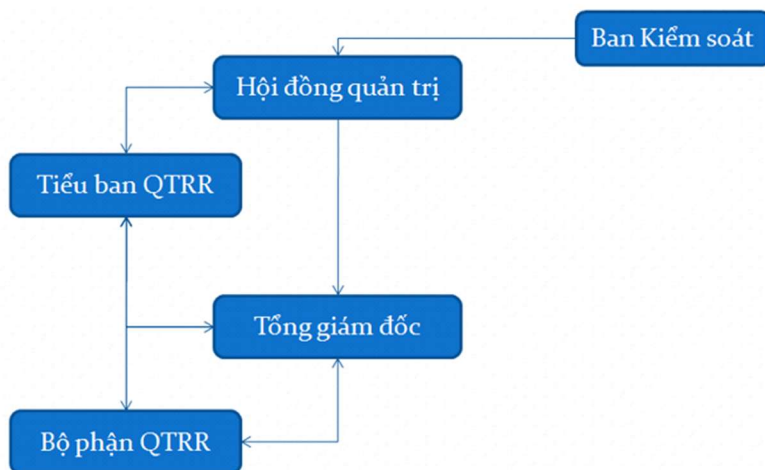 Ban Kiểm soát
Hội đồng quản trị
Tiểu ban QTRR
Tổng giám đốc
Bộ phận QTRR